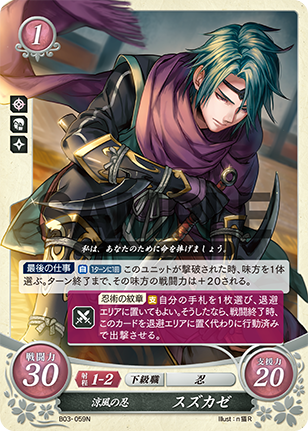 1
私は、あなたのために命を捧げましょう。
最後の仕事 自 1ターンに1回 このユニットが撃破された時、味方を1体
選ぶ。ターン終了まで、その味方の戦闘力は+20される。
忍術の紋章 支 自分の手札を1枚選び、退避
エリアに置いてもよい。そうしたなら、戦闘終了時、
このカードを退避エリアに置く代わりに行動済み
で出撃させる。
戦闘力
30
射程 1-2 下級職 忍
支援力
20
涼風の忍 スズカゼ
B03-059N
Illust:n猫R